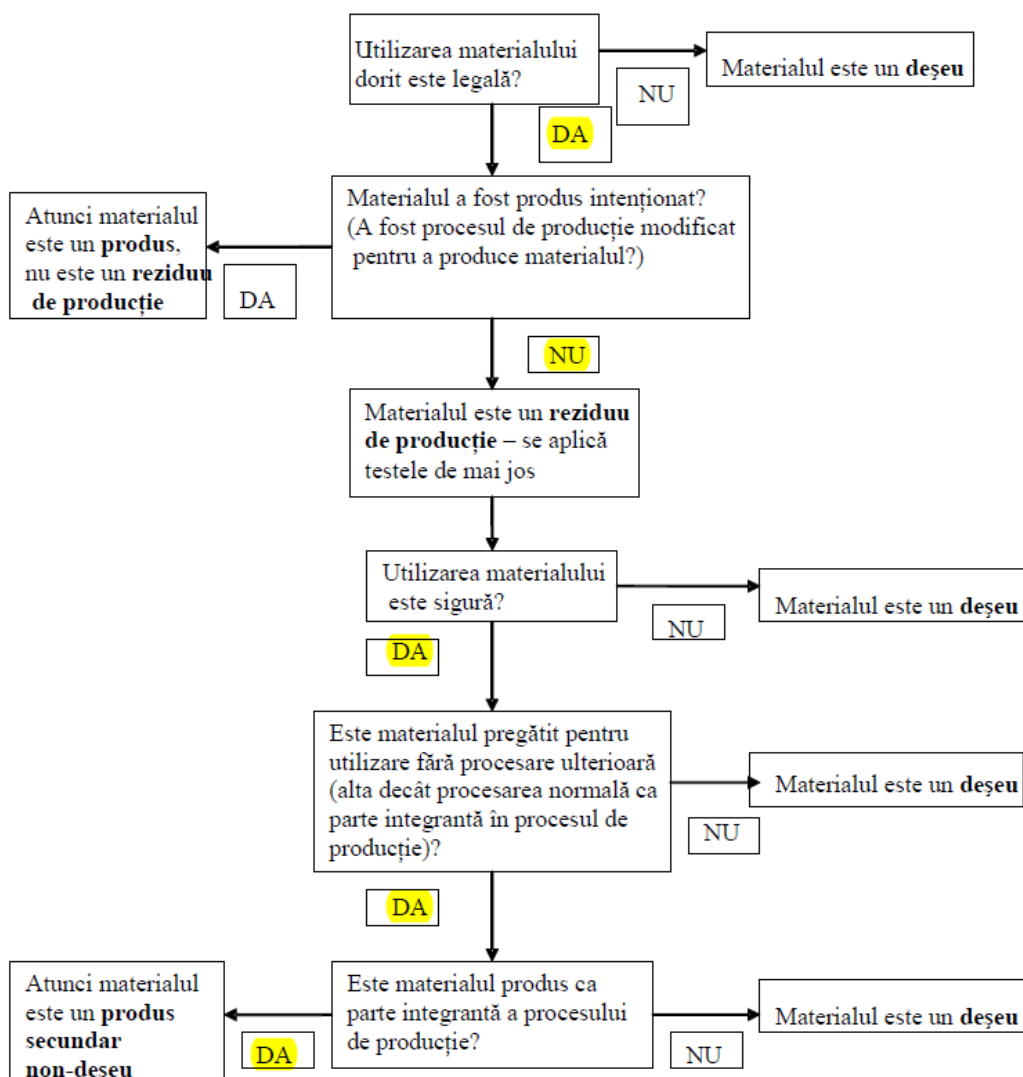 Utilizarea materialului
dorit este legală?
Materialul este un deşeu
NU
DA
Materialul a fost produs intenționat?
(A fost procesul de producție modificat
pentru a produce materialul?)
Atunci materialul
este un produs,
nu este un reziduu
de producție
DA
NU
Materialul este un reziduu
de producție – se aplică
testele de mai jos
Utilizarea materialului
este sigură?
Materialul este un deşeu
NU
DA
Este materialul pregătit pentru
utilizare fără procesare ulterioară
(alta decât procesarea normală ca
parte integrantă în procesul de
producție)?
Materialul este un deşeu
NU
DA
Este materialul produs ca
parte integrantă a procesului
de producție?
Atunci materialul
este un produs
secundar
non-deseu
DA
Materialul este un deşeu
NU